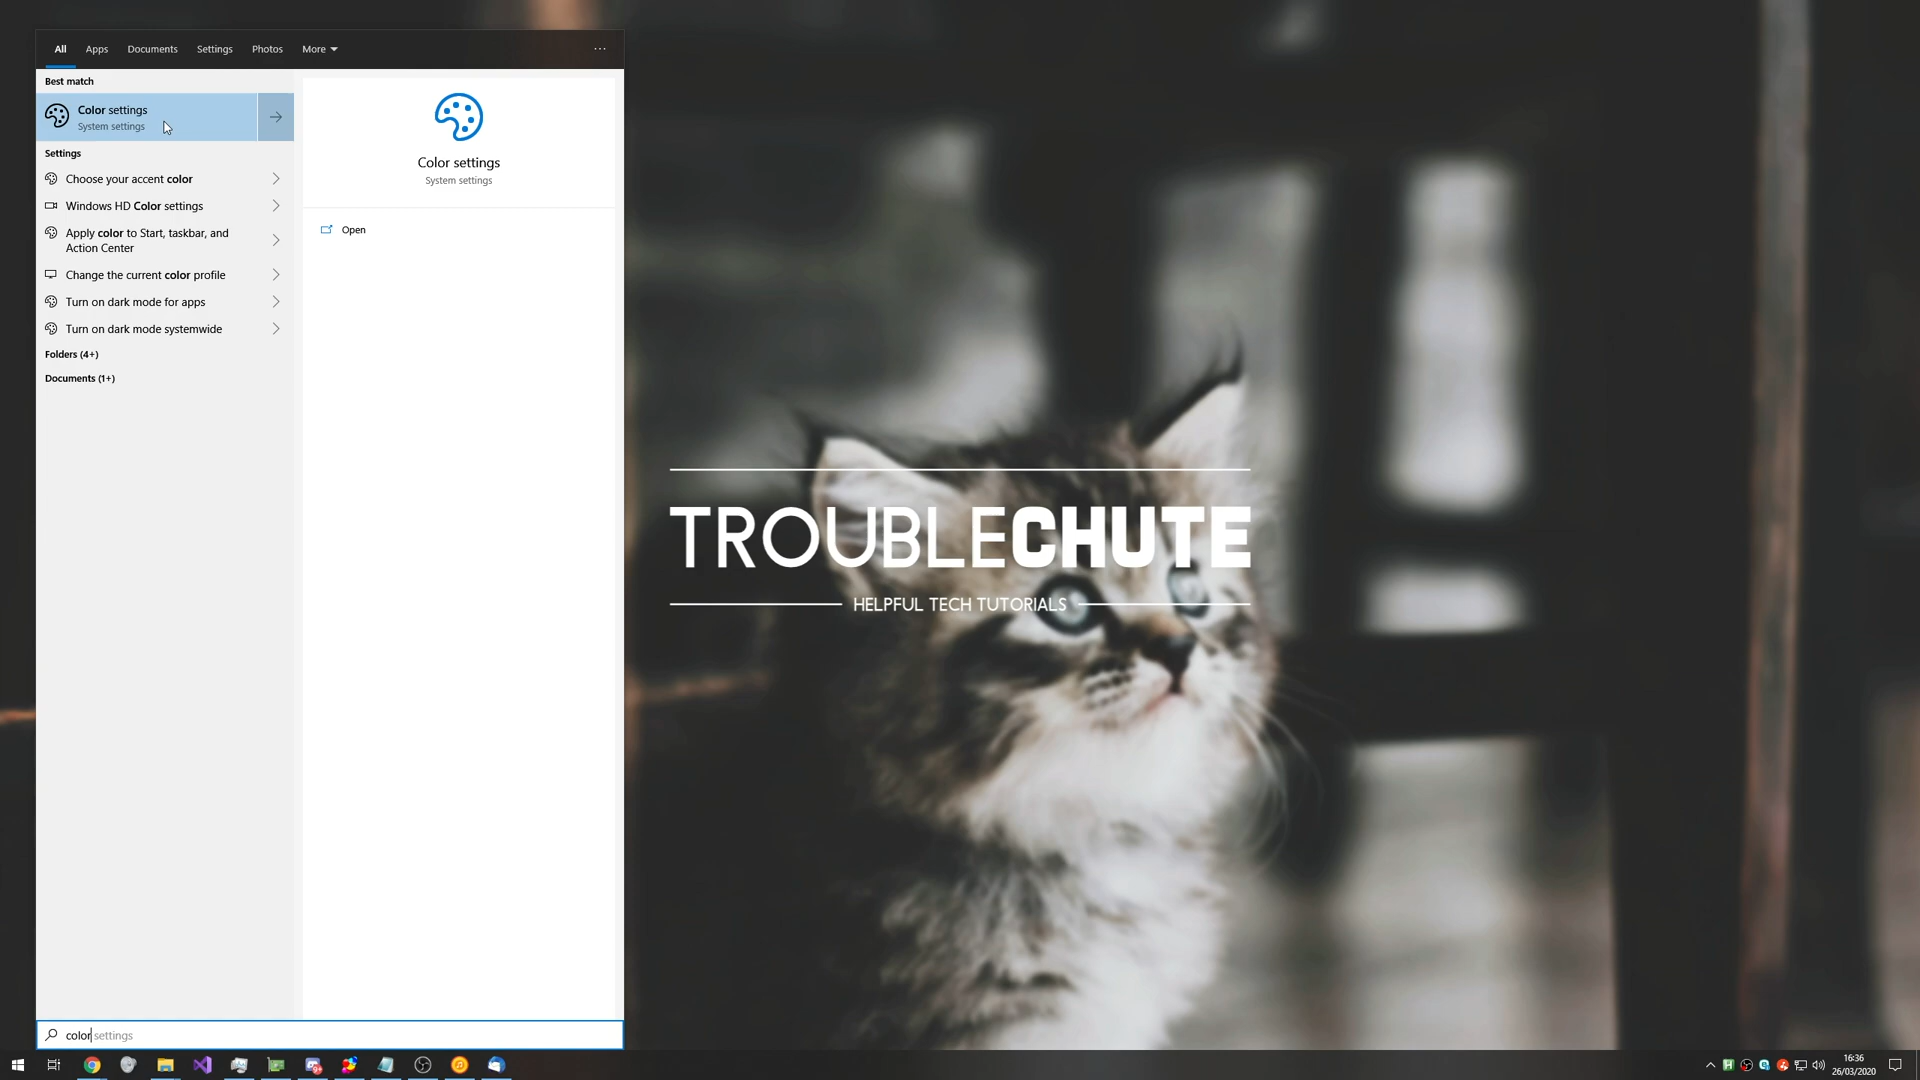 All Apps Documents Settings Photos More ...
Best match
Color settings
System settings
Settings
Choose your accent color
Windows HD Color settings
Apply color to Start, taskbar, and
Action Center
Change the current color profile
Turn on dark mode for apps
Turn on dark mode systemwide
Folders (4+)
Documents (1+)
Color settings
System settings
Open
TROUBLECHUTE
HELPFUL TECH TUTORIALS
color settings
16:36
26/03/2020